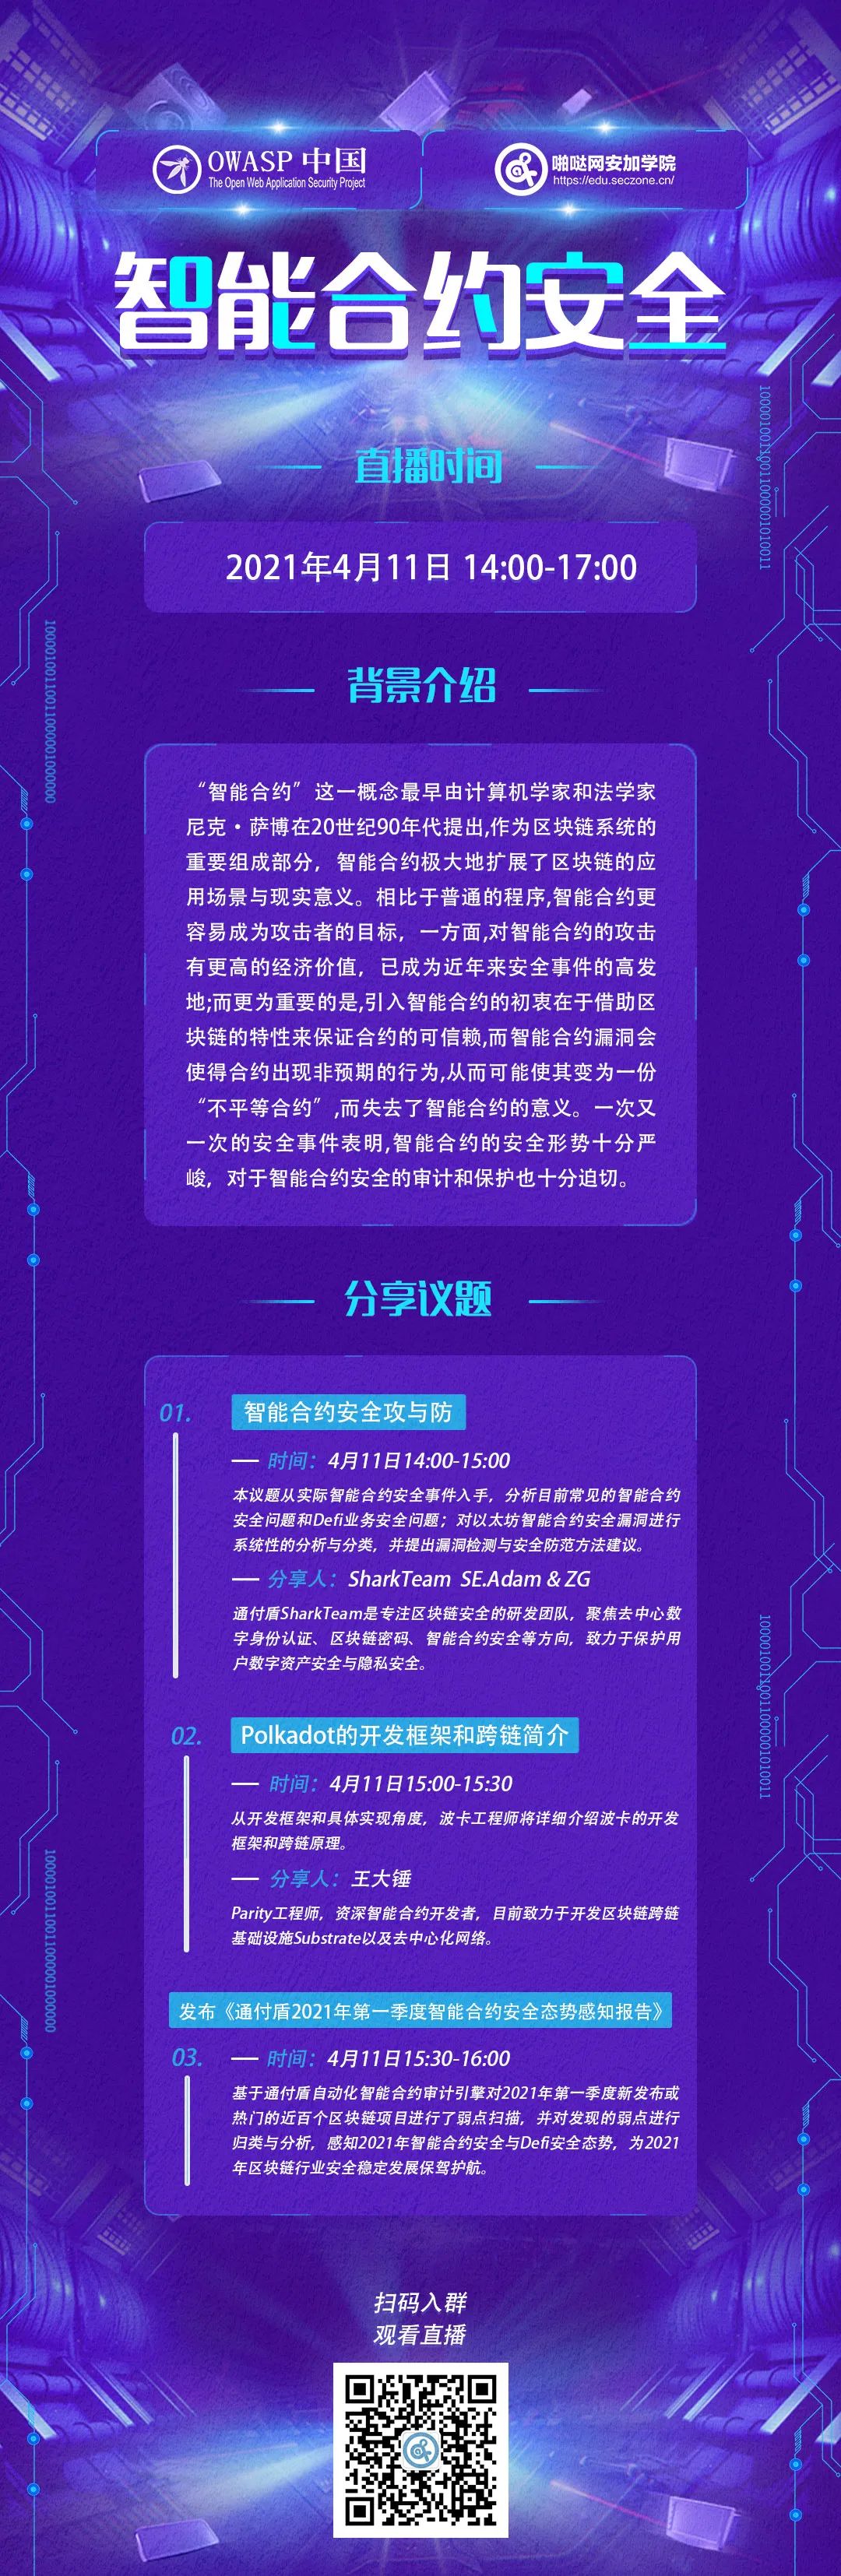 OWASP 中国
The Open Web Application Security Project
啪哒网安加学院
https://edu.seczone.cn/
智能合约安全
直播时间
2021年4月11日 14:00-17:00
背景介绍
“智能合约”这一概念最早由计算机学家和法学家
尼克·萨博在20世纪90年代提出,作为区块链系统的
重要组成部分，智能合约极大地扩展了区块链的应
用场景与现实意义。相比于普通的程序,智能合约更
容易成为攻击者的目标，一方面,对智能合约的攻击
有更高的经济价值，已成为近年来安全事件的高发
地;而更为重要的是,引入智能合约的初衷在于借助区
块链的特性来保证合约的可信赖,而智能合约漏洞会
使得合约出现非预期的行为,从而可能使其变为一份
“不平等合约”,而失去了智能合约的意义。一次又
一次的安全事件表明,智能合约的安全形势十分严
峻，对于智能合约安全的审计和保护也十分迫切。
分享议题
01.
智能合约安全攻与防
时间：4月11日14:00-15:00
本议题从实际智能合约安全事件入手，分析目前常见的智能合约
安全问题和Defi业务安全问题；对以太坊智能合约安全漏洞进行
系统性的分析与分类，并提出漏洞检测与安全防范方法建议。
分享人：SharkTeam SE.Adam & ZG
通付盾SharkTeam是专注区块链安全的研发团队，聚焦去中心数
字身份认证、区块链密码、智能合约安全等方向，致力于保护用
户数字资产安全与隐私安全。
02.
Polkadot的开发框架和跨链简介
时间：4月11日15:00-15:30
从开发框架和具体实现角度，波卡工程师将详细介绍波卡的开发
框架和跨链原理。
分享人：王大锤
Parity工程师，资深智能合约开发者，目前致力于开发区块链跨链
基础设施Substrate以及去中心化网络。
发布《通付盾2021年第一季度智能合约安全态势感知报告》
03.
时间：4月11日15:30-16:00
基于通付盾自动化智能合约审计引擎对2021年第一季度新发布或
热门的近百个区块链项目进行了弱点扫描，并对发现的弱点进行
归类与分析，感知2021年智能合约安全与Defi安全态势，为2021
年区块链行业安全稳定发展保驾护航。
扫码入群
观看直播